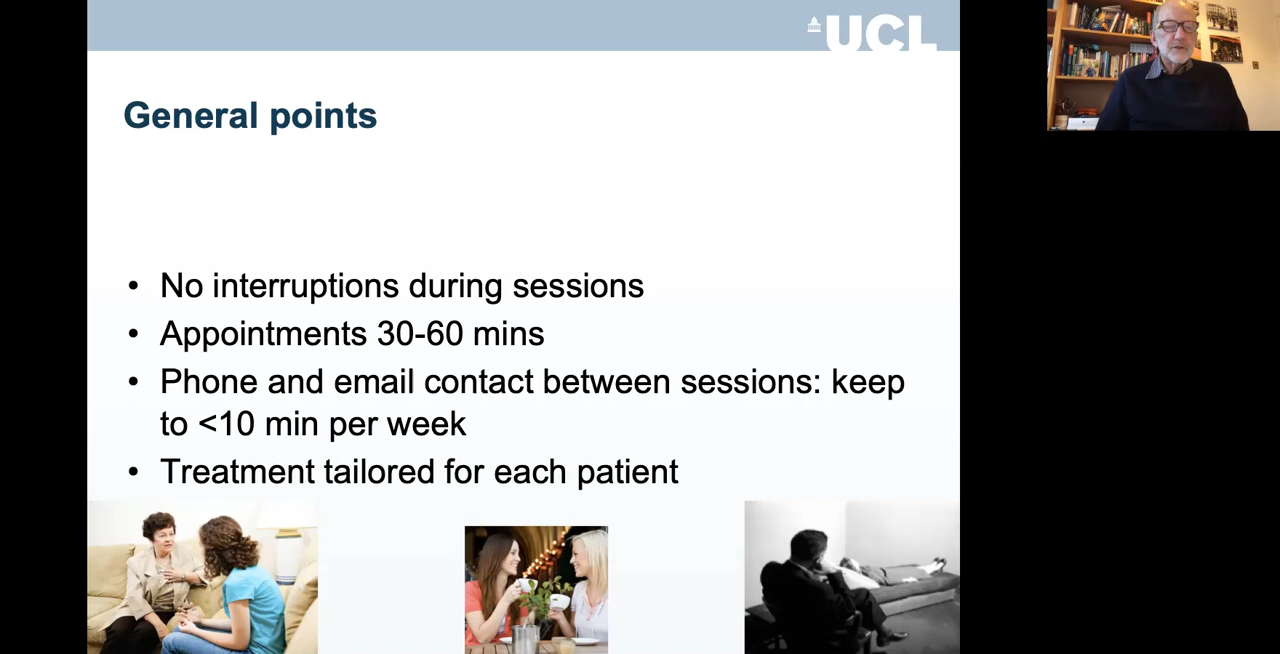 UCL
General points
• No interruptions during sessions
• Appointments 30-60 mins
• Phone and email contact between sessions: keep
to <10 min per week
• Treatment tailored for each patient